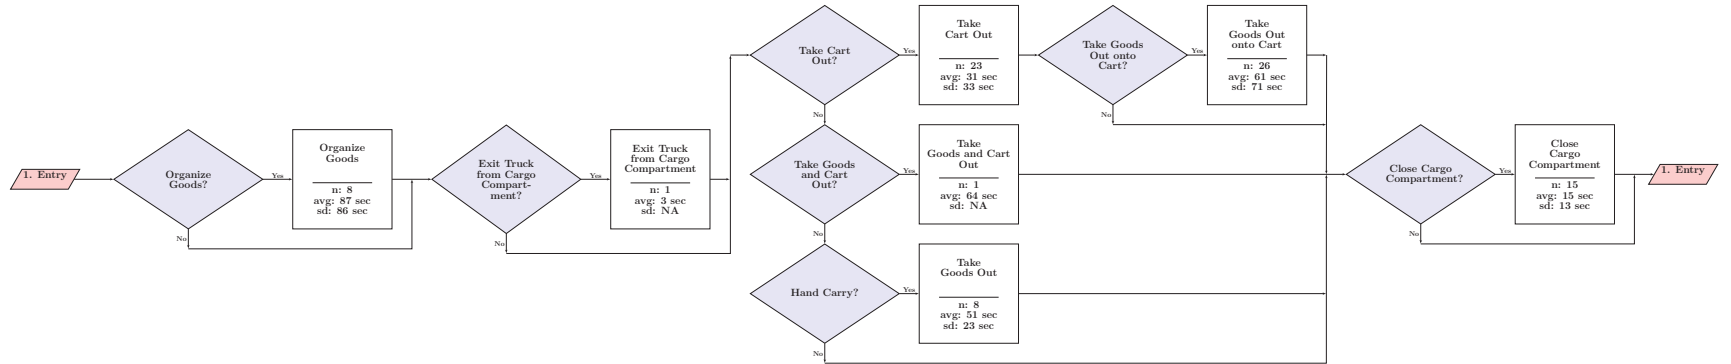 1. Entry
Organize
Goods?
Yes
No
Organize
Goods
n: 8
avg: 87 sec
sd: 86 sec
Exit Truck
from Cargo
Compart-
ment?
Yes
No
Exit Truck
from Cargo
Compartment
n: 1
avg: 3 sec
sd: NA
Take Cart
Out?
Yes
No
Take
Cart Out
n: 23
avg: 31 sec
sd: 33 sec
Take Goods
Out onto
Cart?
Yes
No
Take
Goods Out
onto Cart
n: 26
avg: 61 sec
sd: 71 sec
Take Goods
and Cart
Out?
Yes
No
Take
Goods and Cart
Out
n: 1
avg: 64 sec
sd: NA
Hand Carry?
Yes
No
Take
Goods Out
n: 8
avg: 51 sec
sd: 23 sec
Close Cargo
Compartment?
Yes
No
Close
Cargo
Compartment
n: 15
avg: 15 sec
sd: 13 sec
1. Entry